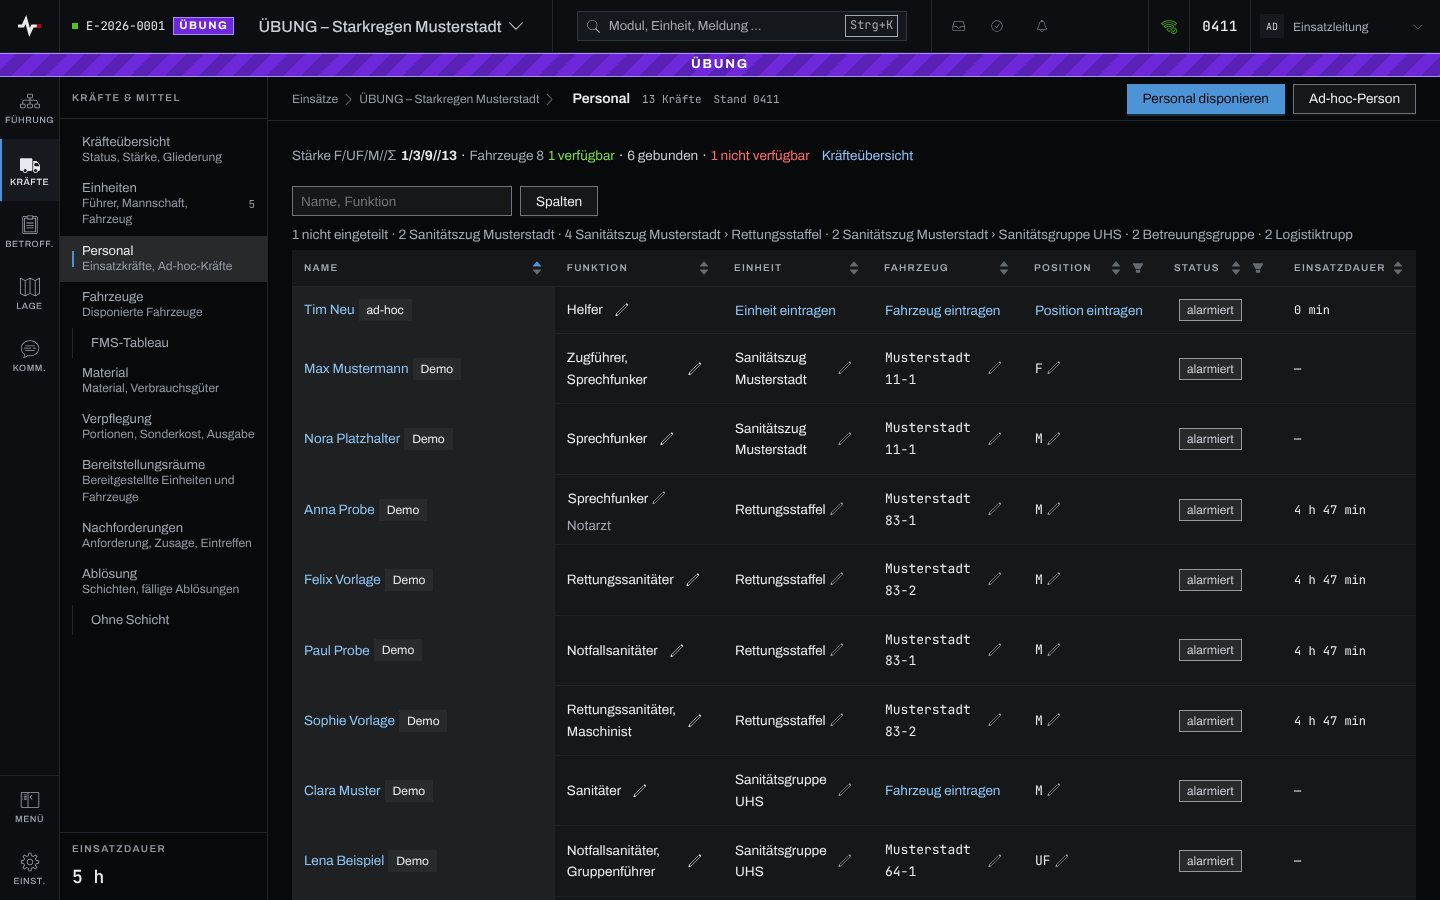 E-2026-0001 ÜBUNG ÜBUNG – Starkregen Musterstadt Modul, Einheit, Meldung ... Strg+K 0411 AD Einsatzleitung
ÜBUNG
FÜHRUNG
KRÄFTE
BETROFF.
LAGE
KOMM.
MENÜ
EINST.
KRÄFTE & MITTEL
Kräfteübersicht
Status, Stärke, Gliederung
Einheiten
Führer, Mannschaft, Fahrzeug 5
Personal
Einsatzkräfte, Ad-hoc-Kräfte
Fahrzeuge
Disponierte Fahrzeuge
FMS-Tableau
Material
Material, Verbrauchsgüter
Verpflegung
Portionen, Sonderkost, Ausgabe
Bereitstellungsräume
Bereitgestellte Einheiten und
Fahrzeuge
Nachforderungen
Anforderung, Zusage, Eintreffen
Ablösung
Schichten, fällige Ablösungen
Ohne Schicht
EINSATZDAUER
5 h
Einsätze ÜBUNG – Starkregen Musterstadt Personal 13 Kräfte Stand 0411 Personal disponieren Ad-hoc-Person
Stärke F/UF/M//Σ 1/3/9//13 · Fahrzeuge 8 1 verfügbar · 6 gebunden · 1 nicht verfügbar Kräfteübersicht
Name, Funktion Spalten
1 nicht eingeteilt · 2 Sanitätszug Musterstadt · 4 Sanitätszug Musterstadt › Rettungsstaffel · 2 Sanitätszug Musterstadt › Sanitätsgruppe UHS · 2 Betreuungsgruppe · 2 Logistiktrupp
NAME FUNKTION EINHEIT FAHRZEUG POSITION STATUS EINSATZDAUER
Tim Neu ad-hoc Helfer Einheit eintragen Fahrzeug eintragen Position eintragen alarmiert 0 min
Max Mustermann Demo Zugführer, Sprechfunker Sanitätszug Musterstadt Musterstadt 11-1 F alarmiert –
Nora Platzhalter Demo Sprechfunker Sanitätszug Musterstadt Musterstadt 11-1 M alarmiert –
Anna Probe Demo Sprechfunker Notarzt Rettungsstaffel Musterstadt 83-1 M alarmiert 4 h 47 min
Felix Vorlage Demo Rettungssanitäter Rettungsstaffel Musterstadt 83-2 M alarmiert 4 h 47 min
Paul Probe Demo Notfallsanitäter Rettungsstaffel Musterstadt 83-1 M alarmiert 4 h 47 min
Sophie Vorlage Demo Rettungssanitäter, Maschinist Rettungsstaffel Musterstadt 83-2 M alarmiert 4 h 47 min
Clara Muster Demo Sanitäter Sanitätsgruppe UHS Fahrzeug eintragen M alarmiert –
Lena Beispiel Demo Notfallsanitäter, Gruppenführer Sanitätsgruppe UHS Musterstadt 64-1 UF alarmiert –